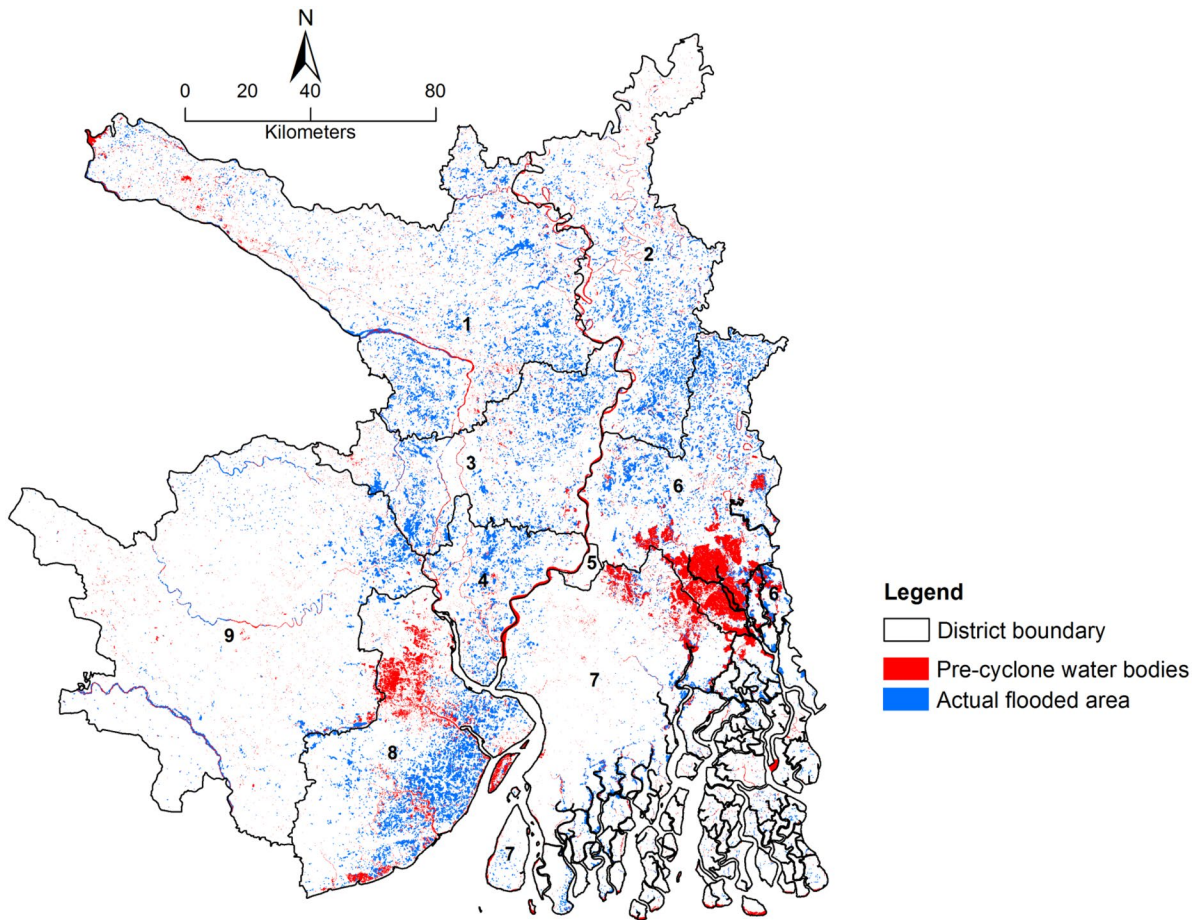 N
0 20 40 80
Kilometers
2
1
3
6
5
4
6
9
7
8
7
Legend
District boundary
Pre-cyclone water bodies
Actual flooded area